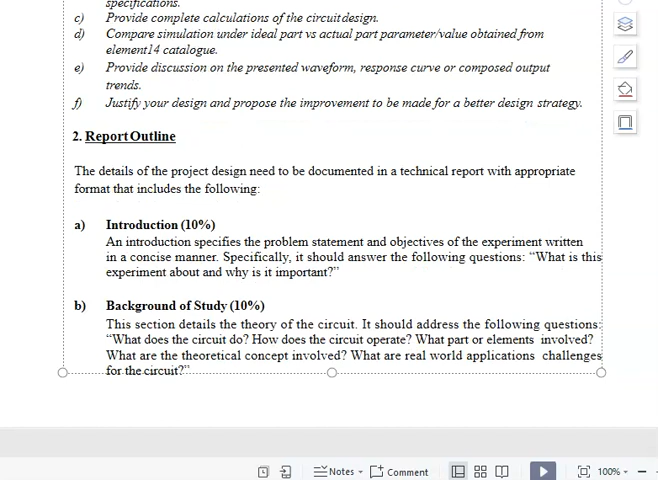 specifications.
c) Provide complete calculations of the circuit design.
d) Compare simulation under ideal part vs actual part parameter/value obtained from
element14 catalogue.
e) Provide discussion on the presented waveform, response curve or composed output
trends.
f) Justify your design and propose the improvement to be made for a better design strategy.
2. Report Outline
The details of the project design need to be documented in a technical report with appropriate
format that includes the following:
a) Introduction (10%)
An introduction specifies the problem statement and objectives of the experiment written
in a concise manner. Specifically, it should answer the following questions: “What is this
experiment about and why is it important?”
b) Background of Study (10%)
This section details the theory of the circuit. It should address the following questions:
“What does the circuit do? How does the circuit operate? What part or elements involved?
What are the theoretical concept involved? What are real world applications challenges
for the circuit?”
Notes Comment 100%